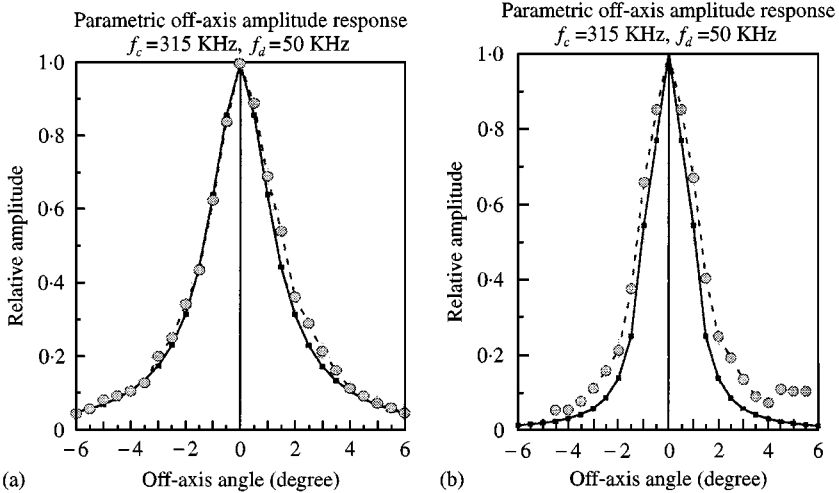 Parametric off-axis amplitude response
f_c =315 KHz, f_d =50 KHz
1·0
0·8
0·6
0·4
0·2
0
Relative amplitude
−6 −4 −2 0 2 4 6
Off-axis angle (degree)
(a)
Parametric off-axis amplitude response
f_c =315 KHz, f_d =50 KHz
1·0
0·8
0·6
0·4
0·2
0
Relative amplitude
−6 −4 −2 0 2 4 6
Off-axis angle (degree)
(b)